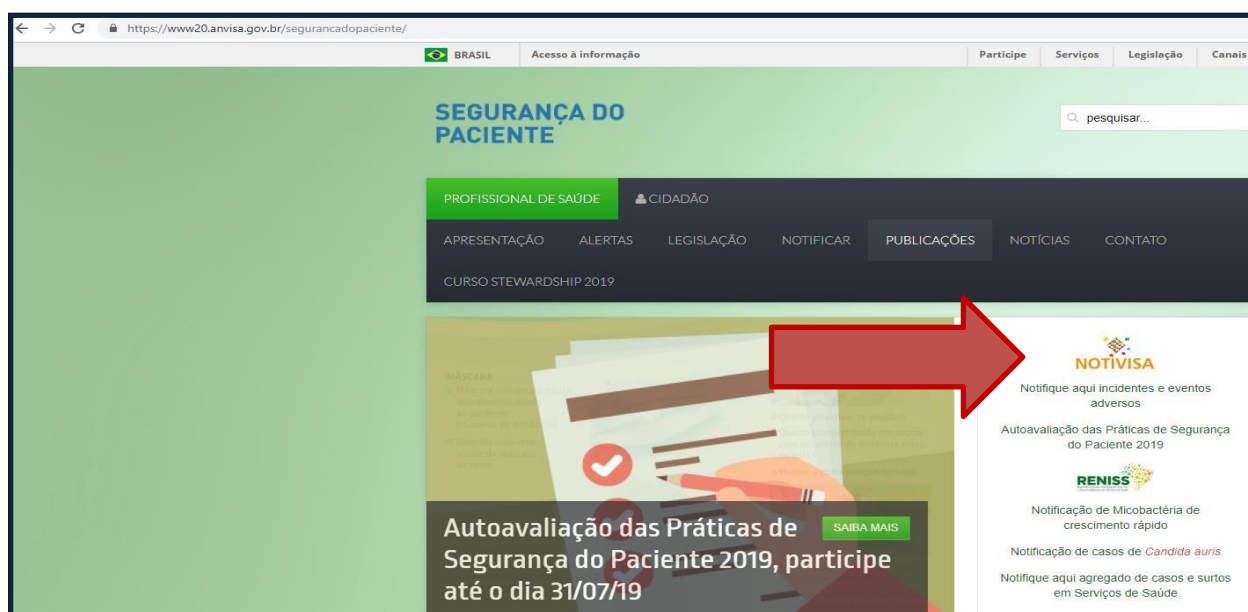 https://www20.anvisa.gov.br/segurancadopaciente/
BRASIL Acesso à informação Participe Serviços Legislação Canais
SEGURANÇA DO
PACIENTE
pesquisar...
PROFISSIONAL DE SAÚDE CIDADÃO
APRESENTAÇÃO ALERTAS LEGISLAÇÃO NOTIFICAR PUBLICAÇÕES NOTÍCIAS CONTATO
CURSO STEWARDSHIP 2019
MÁSCARA
Autoavaliação das Práticas de
Segurança do Paciente 2019, participe
até o dia 31/07/19
SAIBA MAIS
NOTIVISA
Notifique aqui incidentes e eventos
adversos
Autoavaliação das Práticas de Segurança
do Paciente 2019
RENISS
Notificação de Micobactéria de
crescimento rápido
Notificação de casos de Candida auris
Notifique aqui agregado de casos e surtos
em Serviços de Saúde